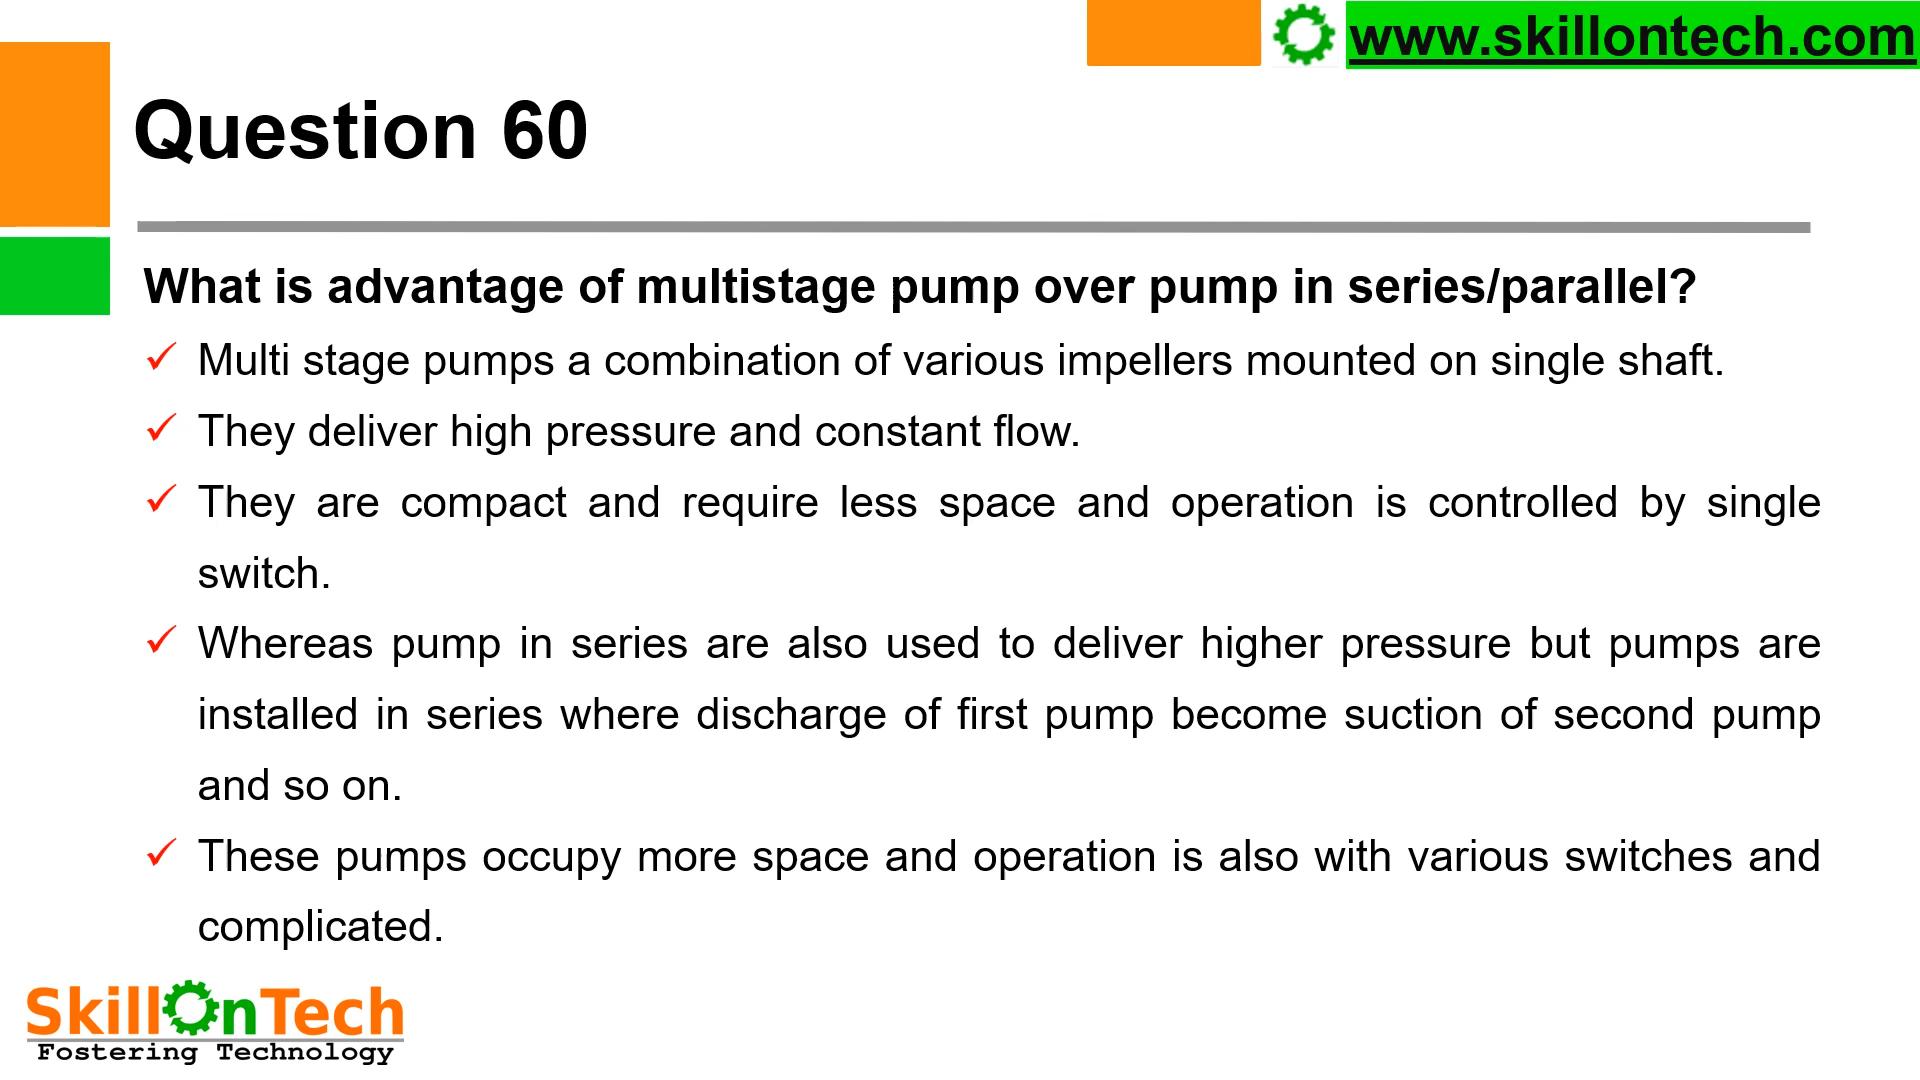 www.skillontech.com
Question 60
What is advantage of multistage pump over pump in series/parallel?
Multi stage pumps a combination of various impellers mounted on single shaft.
They deliver high pressure and constant flow.
They are compact and require less space and operation is controlled by single
switch.
Whereas pump in series are also used to deliver higher pressure but pumps are
installed in series where discharge of first pump become suction of second pump
and so on.
These pumps occupy more space and operation is also with various switches and
complicated.
SkillOnTech
Fostering Technology